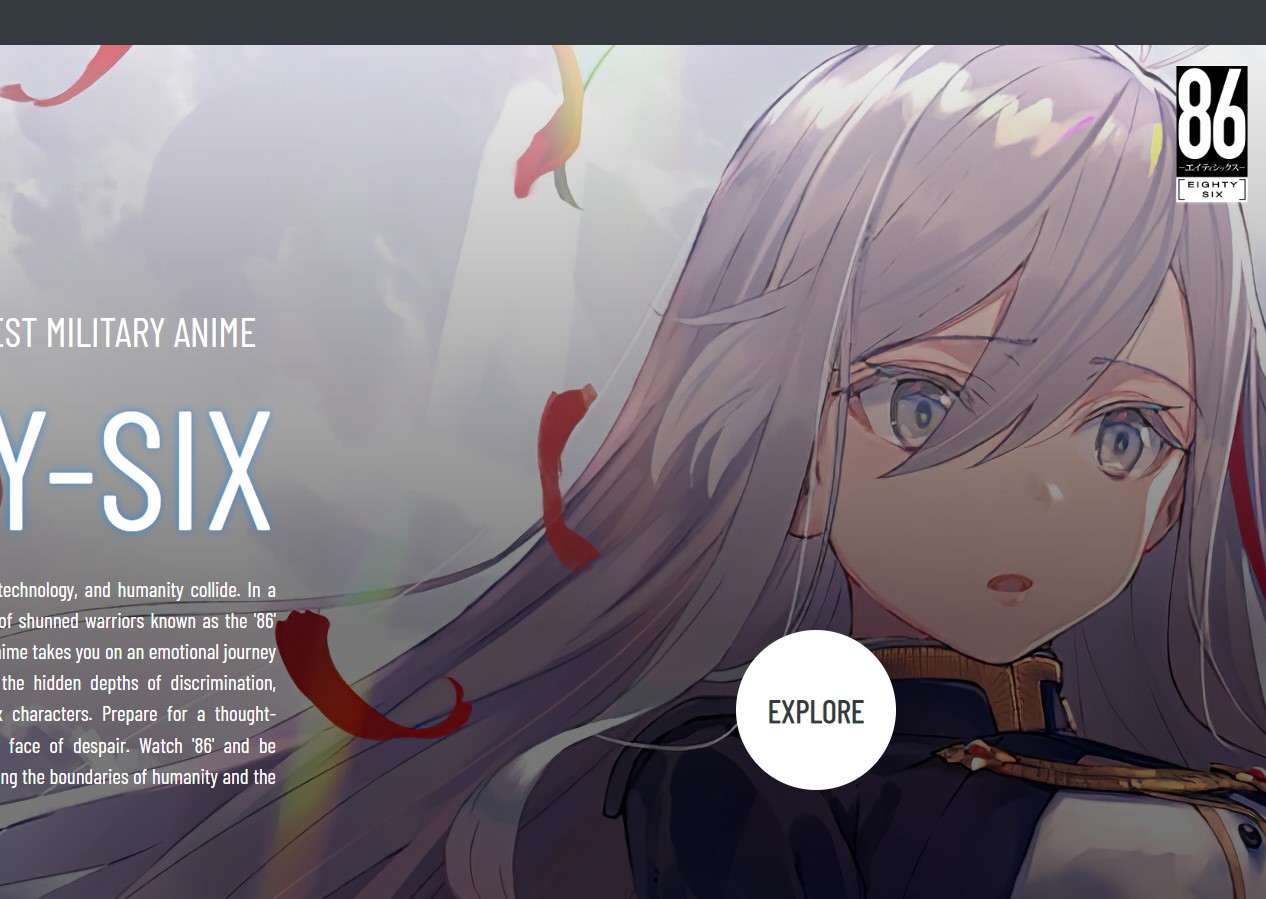 86
–エイティシックス–
EIGHTY
SIX
EST MILITARY ANIME
Y-SIX
technology, and humanity collide. In a
of shunned warriors known as the '86'
ime takes you on an emotional journey
the hidden depths of discrimination,
x characters. Prepare for a thought-
face of despair. Watch '86' and be
ng the boundaries of humanity and the
EXPLORE